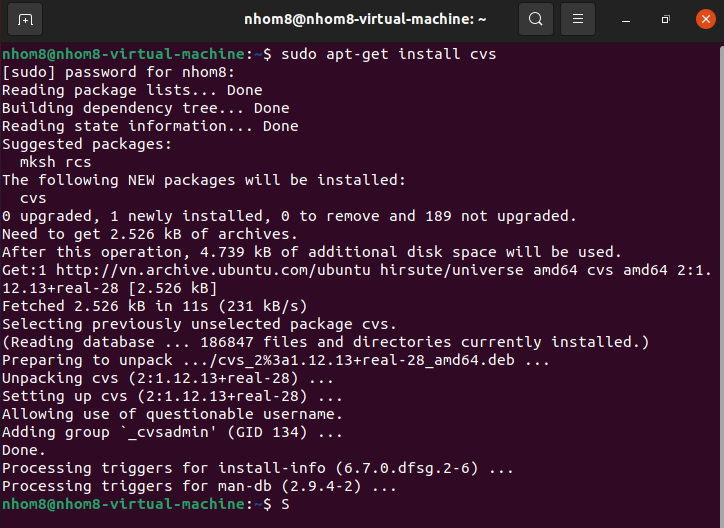 nhom8@nhom8-virtual-machine: ~
nhom8@nhom8-virtual-machine:~$ sudo apt-get install cvs
[sudo] password for nhom8:
Reading package lists... Done
Building dependency tree... Done
Reading state information... Done
Suggested packages:
  mksh rcs
The following NEW packages will be installed:
  cvs
0 upgraded, 1 newly installed, 0 to remove and 189 not upgraded.
Need to get 2.526 kB of archives.
After this operation, 4.739 kB of additional disk space will be used.
Get:1 http://vn.archive.ubuntu.com/ubuntu hirsute/universe amd64 cvs amd64 2:1.
12.13+real-28 [2.526 kB]
Fetched 2.526 kB in 11s (231 kB/s)
Selecting previously unselected package cvs.
(Reading database ... 186847 files and directories currently installed.)
Preparing to unpack .../cvs_2%3a1.12.13+real-28_amd64.deb ...
Unpacking cvs (2:1.12.13+real-28) ...
Setting up cvs (2:1.12.13+real-28) ...
Allowing use of questionable username.
Adding group `_cvsadmin' (GID 134) ...
Done.
Processing triggers for install-info (6.7.0.dfsg.2-6) ...
Processing triggers for man-db (2.9.4-2) ...
nhom8@nhom8-virtual-machine:~$ S